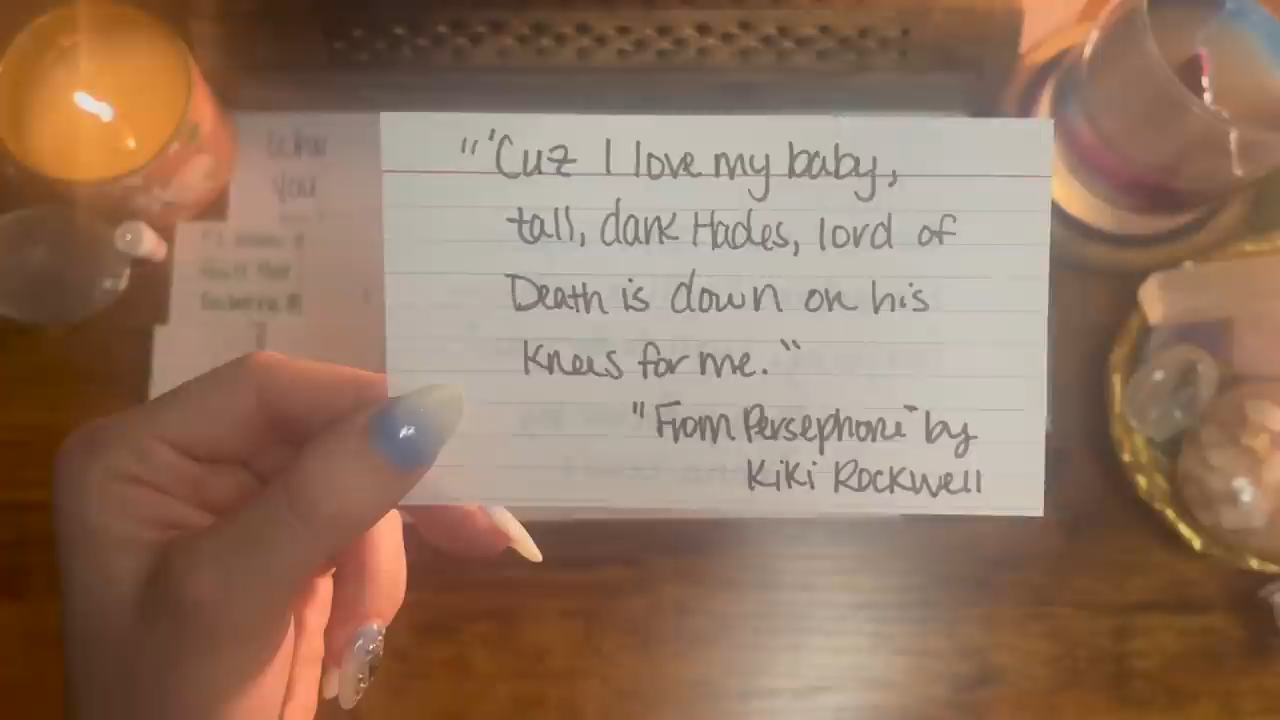 "'Cuz I love my baby,
tall, dark Hades, lord of
Death is down on his
knees for me."
"From Persephone" by
Kiki Rockwell
you